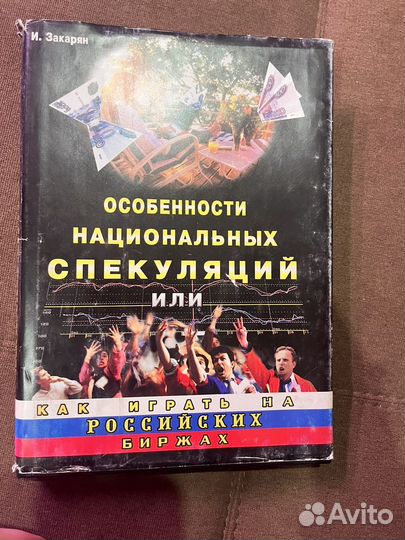 И. Закарян
ОСОБЕННОСТИ
НАЦИОНАЛЬНЫХ
СПЕКУЛЯЦИЙ
ИЛИ
КАК ИГРАТЬ НА
РОССИЙСКИХ
БИРЖАХ
Avito